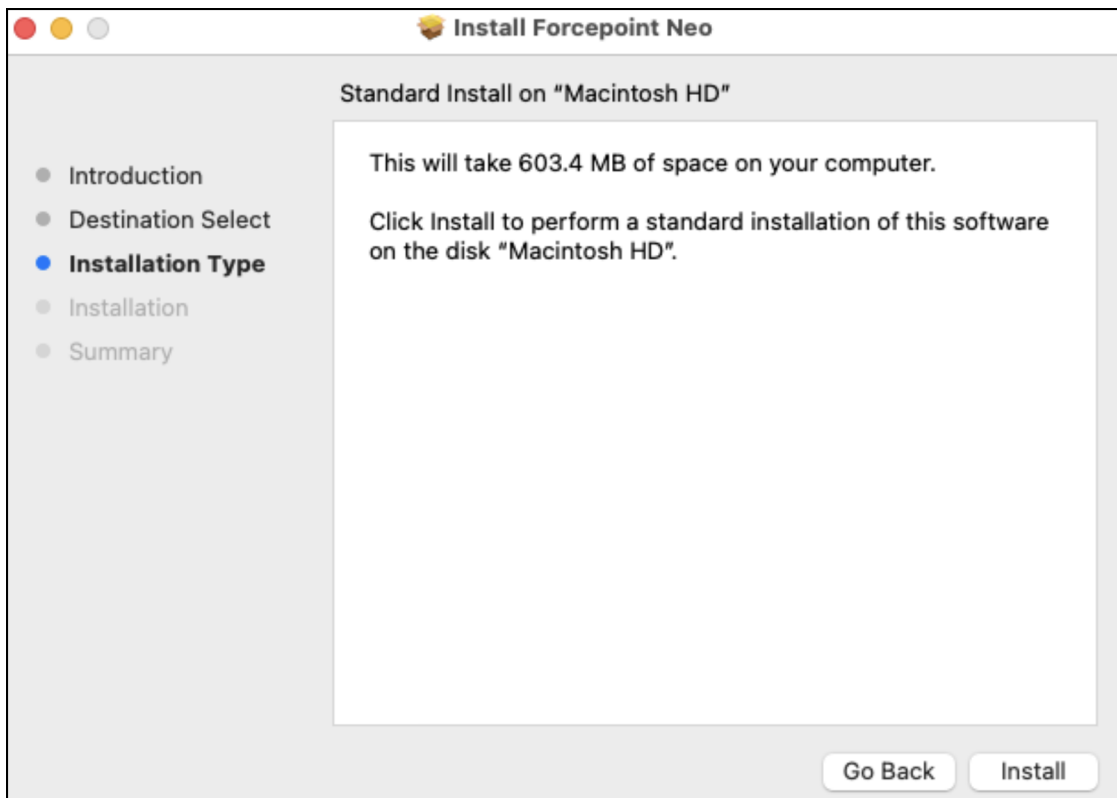 Install Forcepoint Neo
Standard Install on “Macintosh HD”
Introduction
Destination Select
Installation Type
Installation
Summary
This will take 603.4 MB of space on your computer.
Click Install to perform a standard installation of this software
on the disk “Macintosh HD”.
Go Back
Install